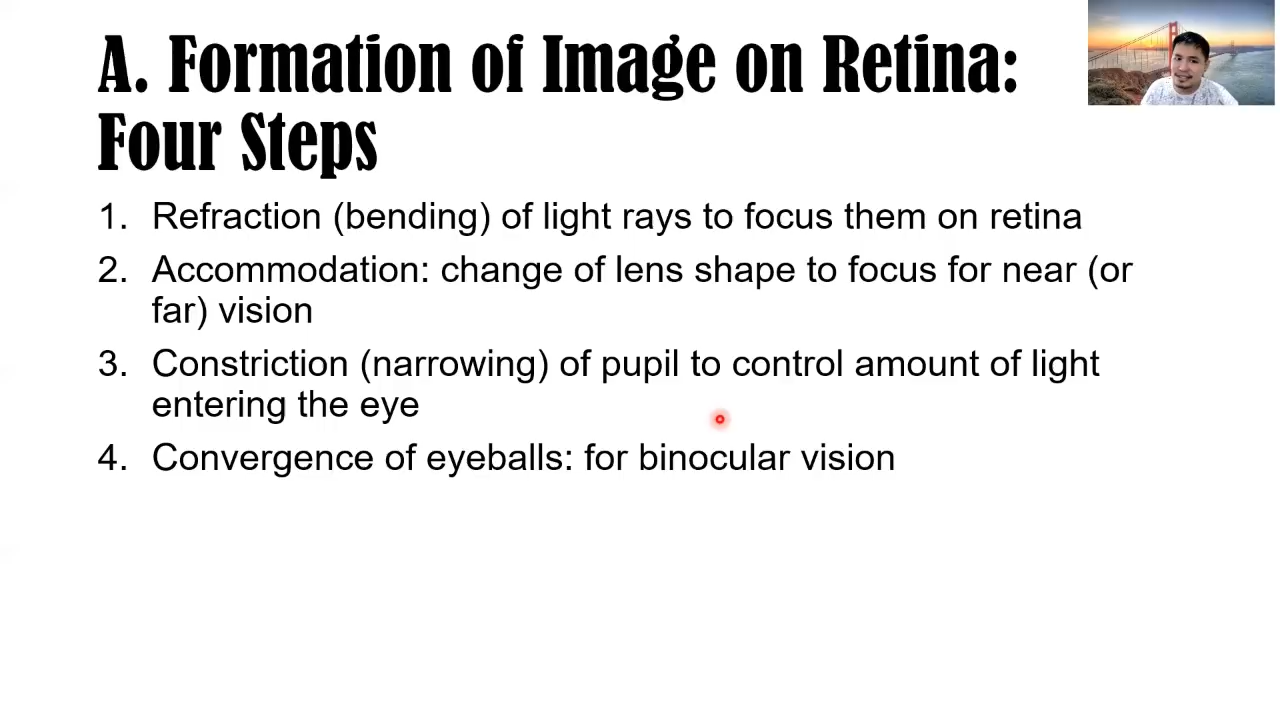 A. Formation of Image on Retina:
Four Steps
1. Refraction (bending) of light rays to focus them on retina
2. Accommodation: change of lens shape to focus for near (or
far) vision
3. Constriction (narrowing) of pupil to control amount of light
entering the eye
4. Convergence of eyeballs: for binocular vision